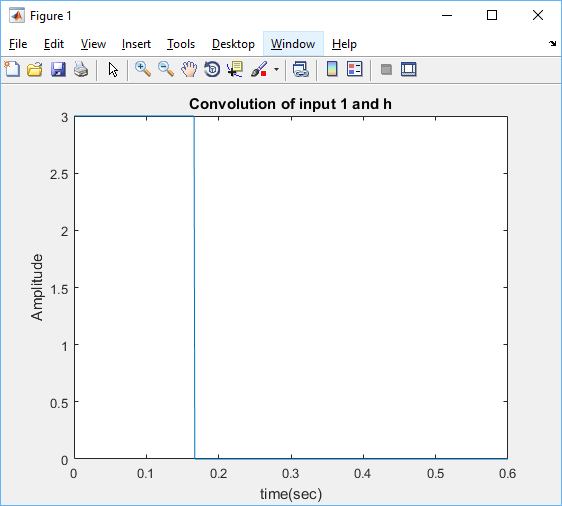 Figure 1
File Edit View Insert Tools Desktop Window Help
Convolution of input 1 and h
3
2.5
2
1.5
1
0.5
0
Amplitude
0 0.1 0.2 0.3 0.4 0.5 0.6
time(sec)